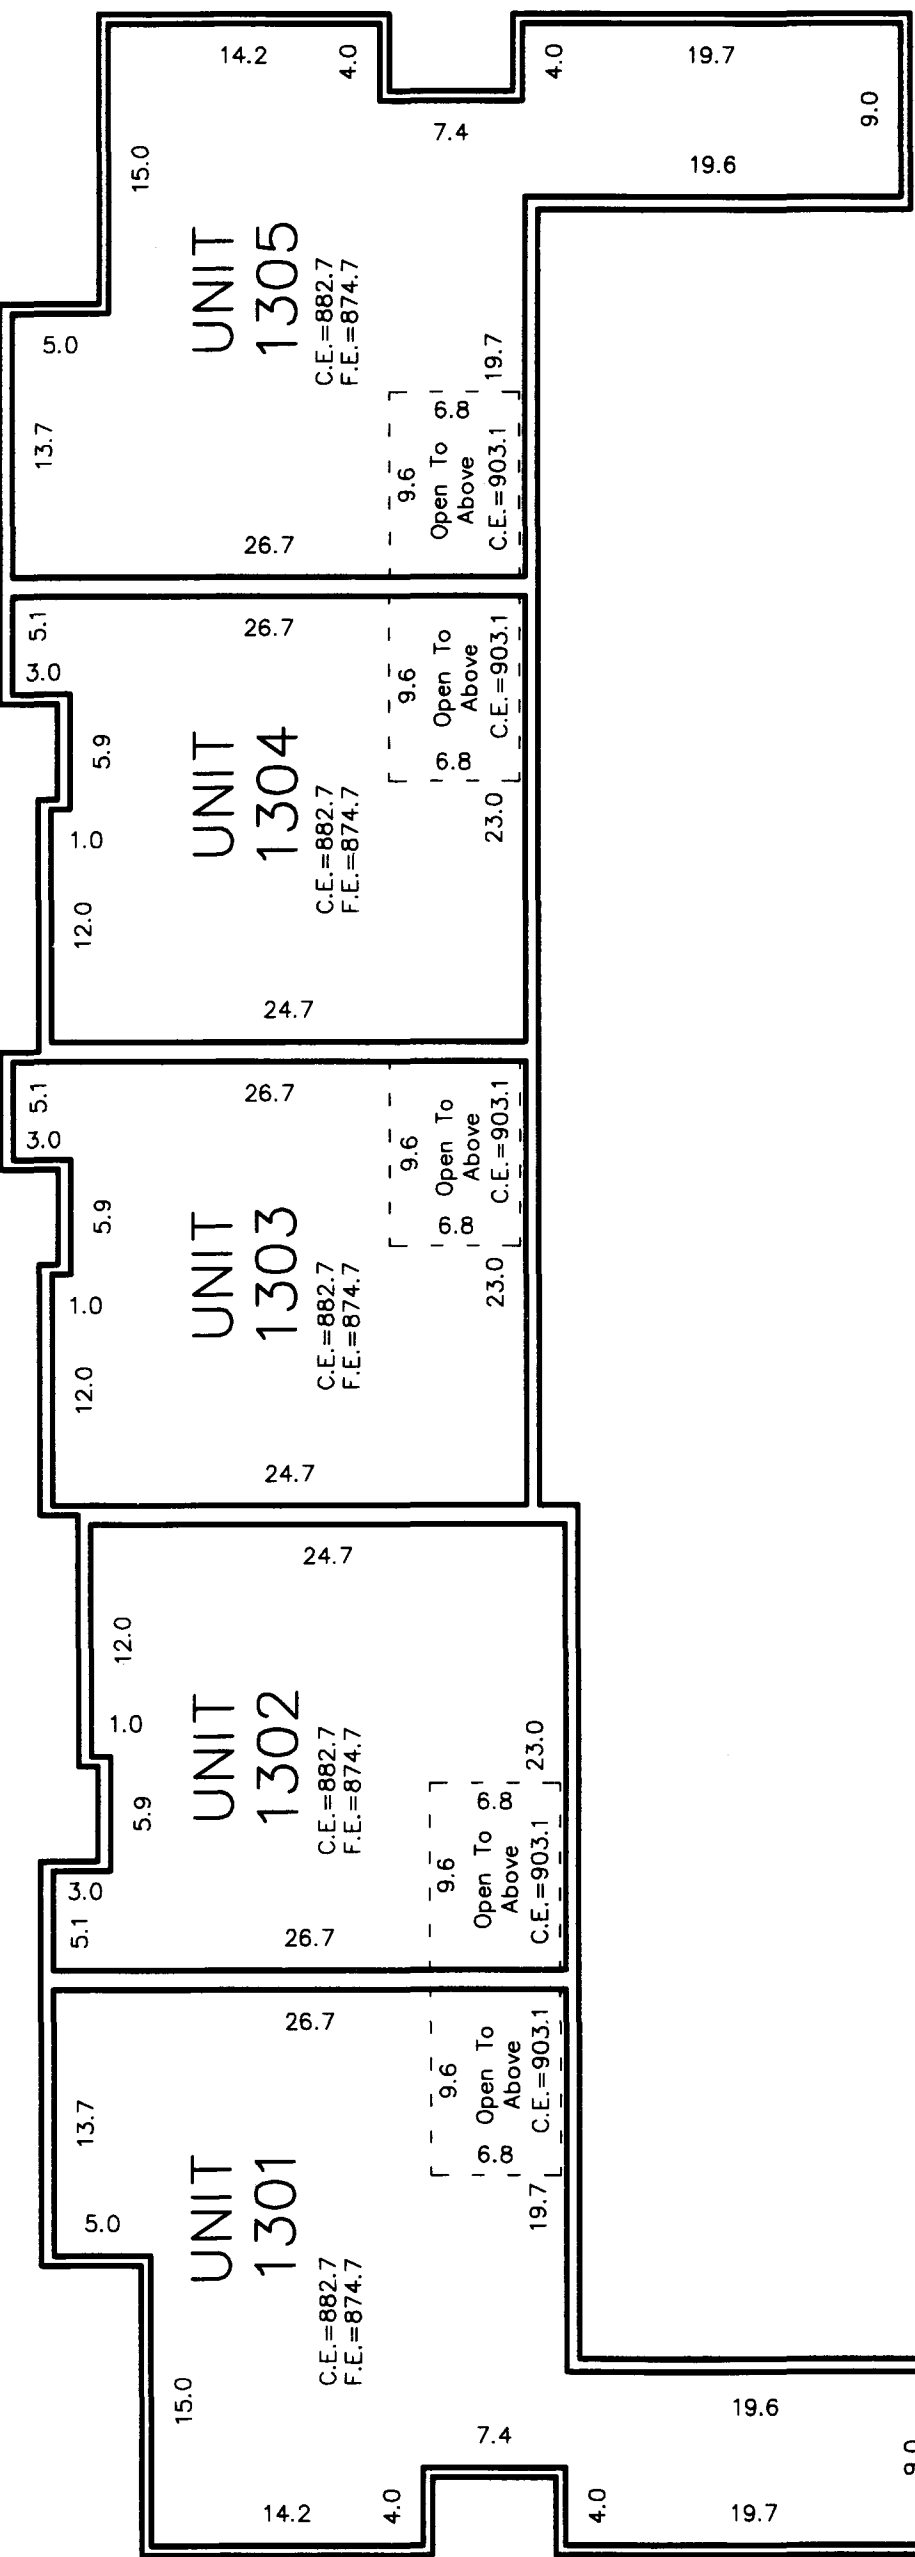 14.2
4.0
4.0
19.7
9.0
7.4
15.0
19.6
UNIT
1305
C.E.=882.7
F.E.=874.7
5.0
13.7
19.7
6.8
9.6
Open To
Above
C.E.=903.1
26.7
5.1
3.0
26.7
9.6
Open To
Above
C.E.=903.1
6.8
5.9
UNIT
1304
C.E.=882.7
F.E.=874.7
1.0
12.0
23.0
24.7
5.1
3.0
26.7
9.6
Open To
Above
C.E.=903.1
6.8
5.9
UNIT
1303
C.E.=882.7
F.E.=874.7
1.0
12.0
23.0
24.7
24.7
12.0
1.0
UNIT
1302
C.E.=882.7
F.E.=874.7
23.0
5.9
6.8
9.6
Open To
Above
C.E.=903.1
3.0
5.1
26.7
26.7
13.7
9.6
Open To
Above
C.E.=903.1
6.8
5.0
UNIT
1301
C.E.=882.7
F.E.=874.7
19.7
15.0
7.4
19.6
9.0
14.2
4.0
4.0
19.7